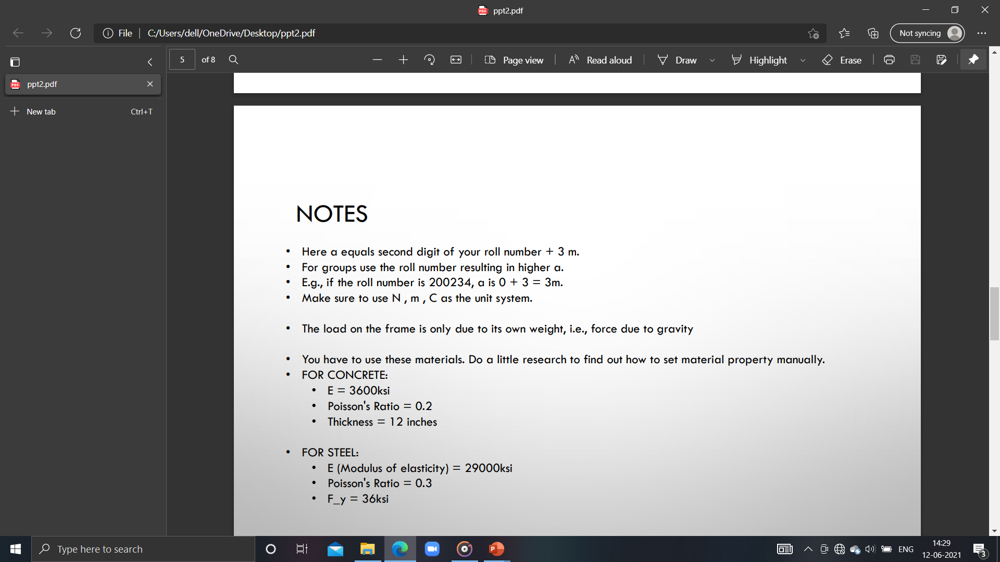 ppt2.pdf
File
C:/Users/dell/OneDrive/Desktop/ppt2.pdf
Not syncing
5 of 8
Page view
Read aloud
Draw
Highlight
Erase
ppt2.pdf
New tab Ctrl+T
NOTES
• Here a equals second digit of your roll number + 3 m.
• For groups use the roll number resulting in higher a.
• E.g., if the roll number is 200234, a is 0 + 3 = 3m.
• Make sure to use N , m , C as the unit system.
• The load on the frame is only due to its own weight, i.e., force due to gravity
• You have to use these materials. Do a little research to find out how to set material property manually.
• FOR CONCRETE:
• E = 3600ksi
• Poisson's Ratio = 0.2
• Thickness = 12 inches
• FOR STEEL:
• E (Modulus of elasticity) = 29000ksi
• Poisson's Ratio = 0.3
• F_y = 36ksi
Type here to search
ENG
14:29
12-06-2021
3